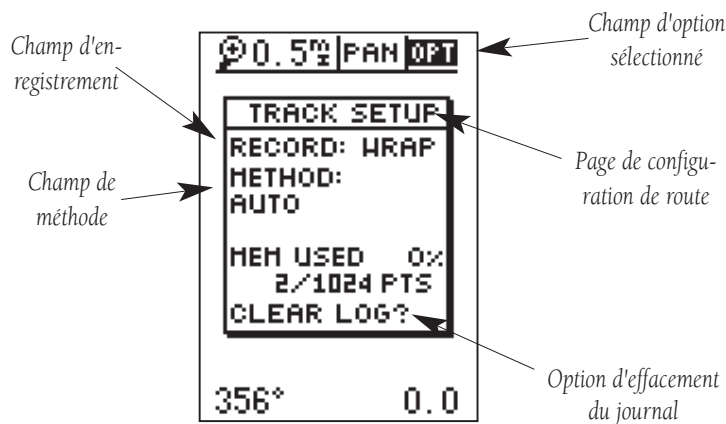 Champ d'en-
registrement
Champ de
méthode
0.5 PAN OPT
TRACK SETUP
RECORD: WRAP
METHOD:
AUTO
MEM USED 0%
2/1024 PTS
CLEAR LOG?
356° 0.0
Champ d'option
sélectionné
Page de configu-
ration de route
Option d'effacement
du journal